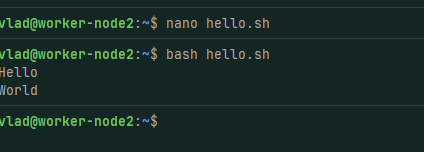 vlad@worker-node2:~$ nano hello.sh
vlad@worker-node2:~$ bash hello.sh
Hello
World
vlad@worker-node2:~$